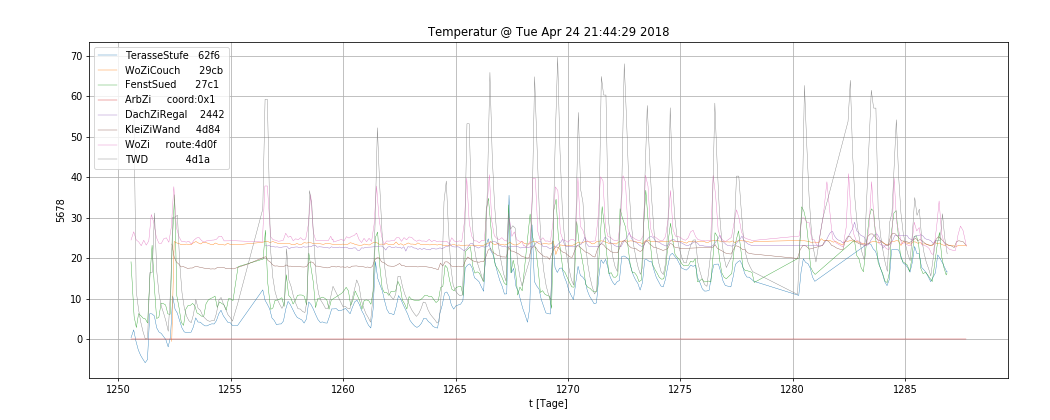 Temperatur @ Tue Apr 24 21:44:29 2018
70
60
50
40
30
20
10
0
5678
TerasseStufe 62f6
WoZiCouch 29cb
FenstSued 27c1
ArbZi coord:0x1
DachZiRegal 2442
KleiZiWand 4d84
WoZi route:4d0f
TWD 4d1a
1250 1255 1260 1265 1270 1275 1280 1285
t [Tage]